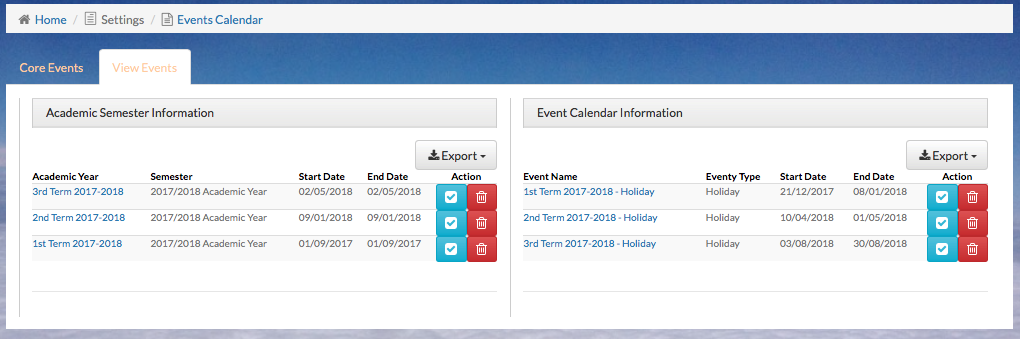 Home / Settings / Events Calendar
Core Events View Events
Academic Semester Information
Export
Academic Year Semester Start Date End Date Action
3rd Term 2017-2018 2017/2018 Academic Year 02/05/2018 02/05/2018
2nd Term 2017-2018 2017/2018 Academic Year 09/01/2018 09/01/2018
1st Term 2017-2018 2017/2018 Academic Year 01/09/2017 01/09/2017
Event Calendar Information
Export
Event Name Eventy Type Start Date End Date Action
1st Term 2017-2018 - Holiday Holiday 21/12/2017 08/01/2018
2nd Term 2017-2018 - Holiday Holiday 10/04/2018 01/05/2018
3rd Term 2017-2018 - Holiday Holiday 03/08/2018 30/08/2018